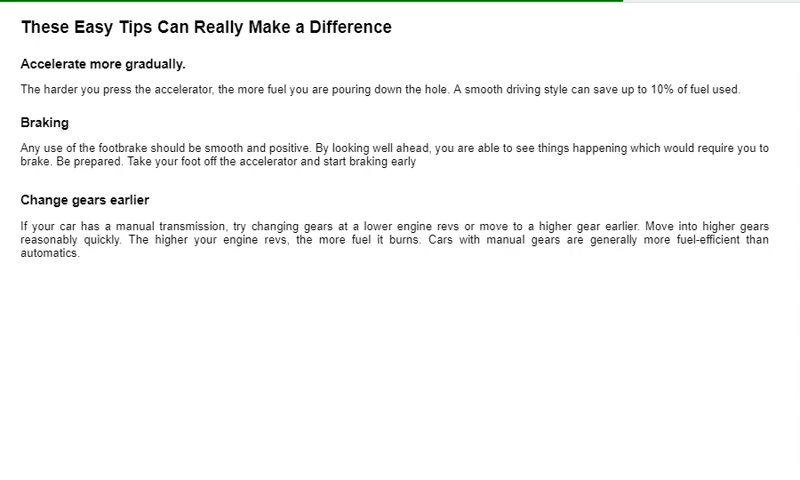 These Easy Tips Can Really Make a Difference
Accelerate more gradually.
The harder you press the accelerator, the more fuel you are pouring down the hole. A smooth driving style can save up to 10% of fuel used.
Braking
Any use of the footbrake should be smooth and positive. By looking well ahead, you are able to see things happening which would require you to
brake. Be prepared. Take your foot off the accelerator and start braking early
Change gears earlier
If your car has a manual transmission, try changing gears at a lower engine revs or move to a higher gear earlier. Move into higher gears
reasonably quickly. The higher your engine revs, the more fuel it burns. Cars with manual gears are generally more fuel-efficient than
automatics.